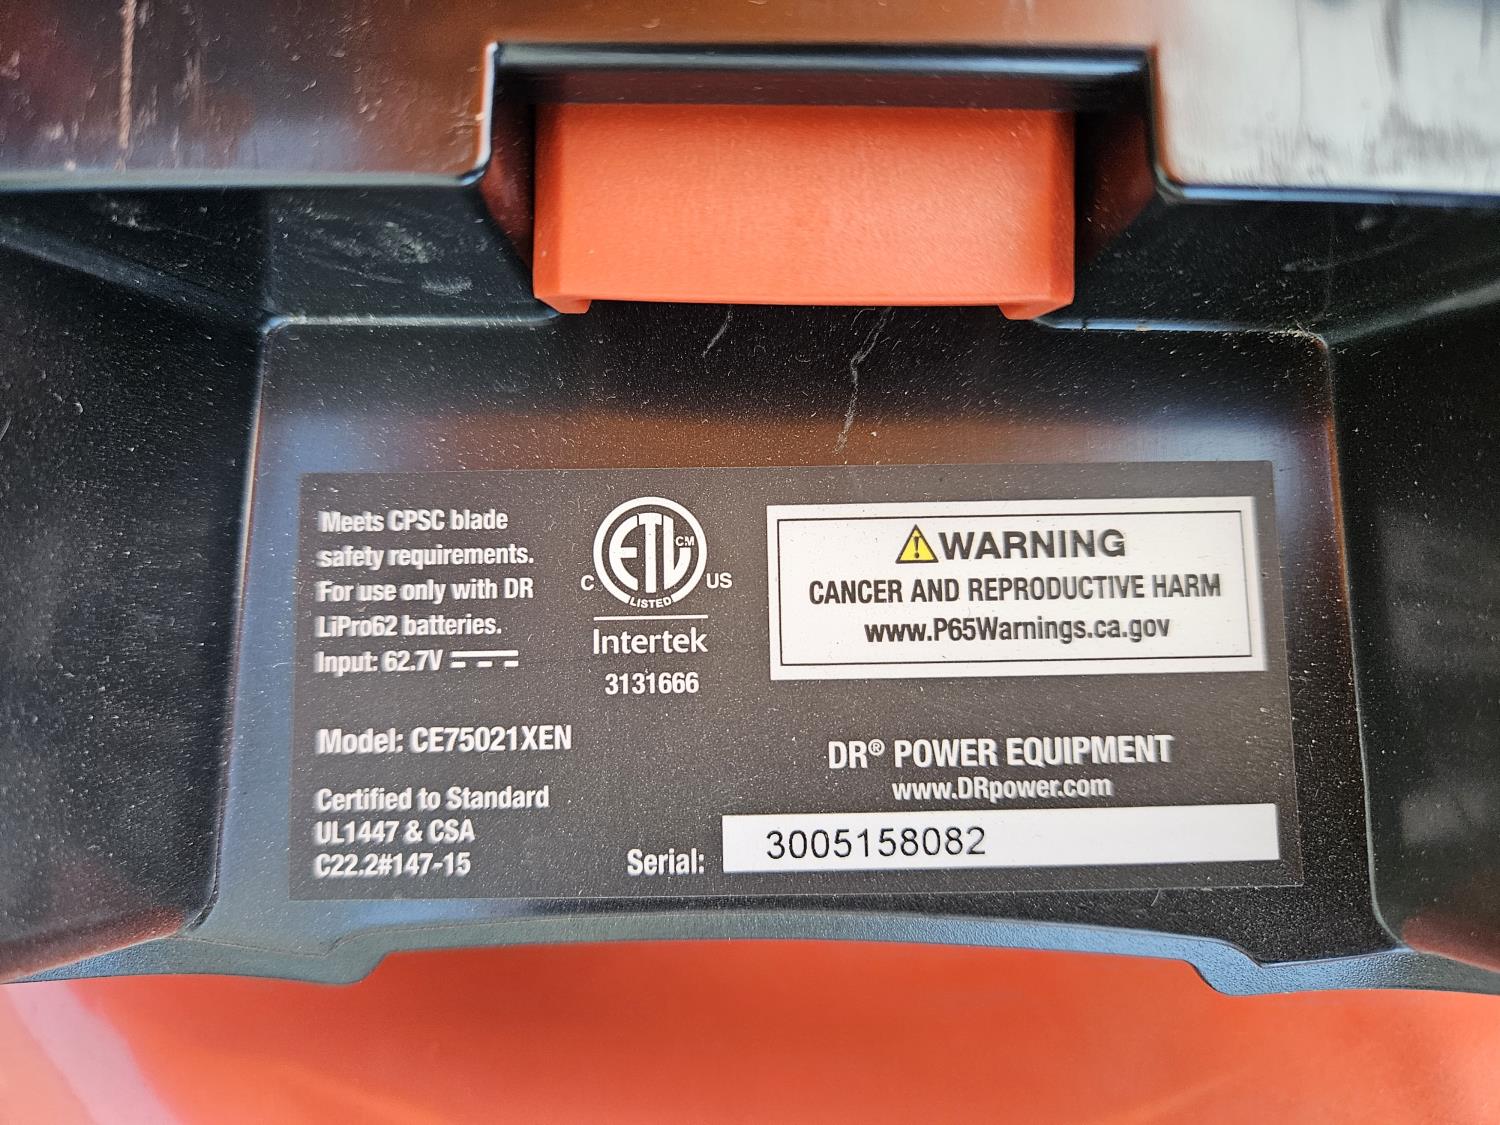 Meets CPSC blade
safety requirements.
For use only with DR
LiPro62 batteries.
Input: 62.7V
Model: CE75021XEN
Certified to Standard
UL1447 & CSA
C22.2#147-15
ETL CM
C US
LISTED
Intertek
3131666
WARNING
CANCER AND REPRODUCTIVE HARM
www.P65Warnings.ca.gov
DR® POWER EQUIPMENT
www.DRpower.com
Serial: 3005158082